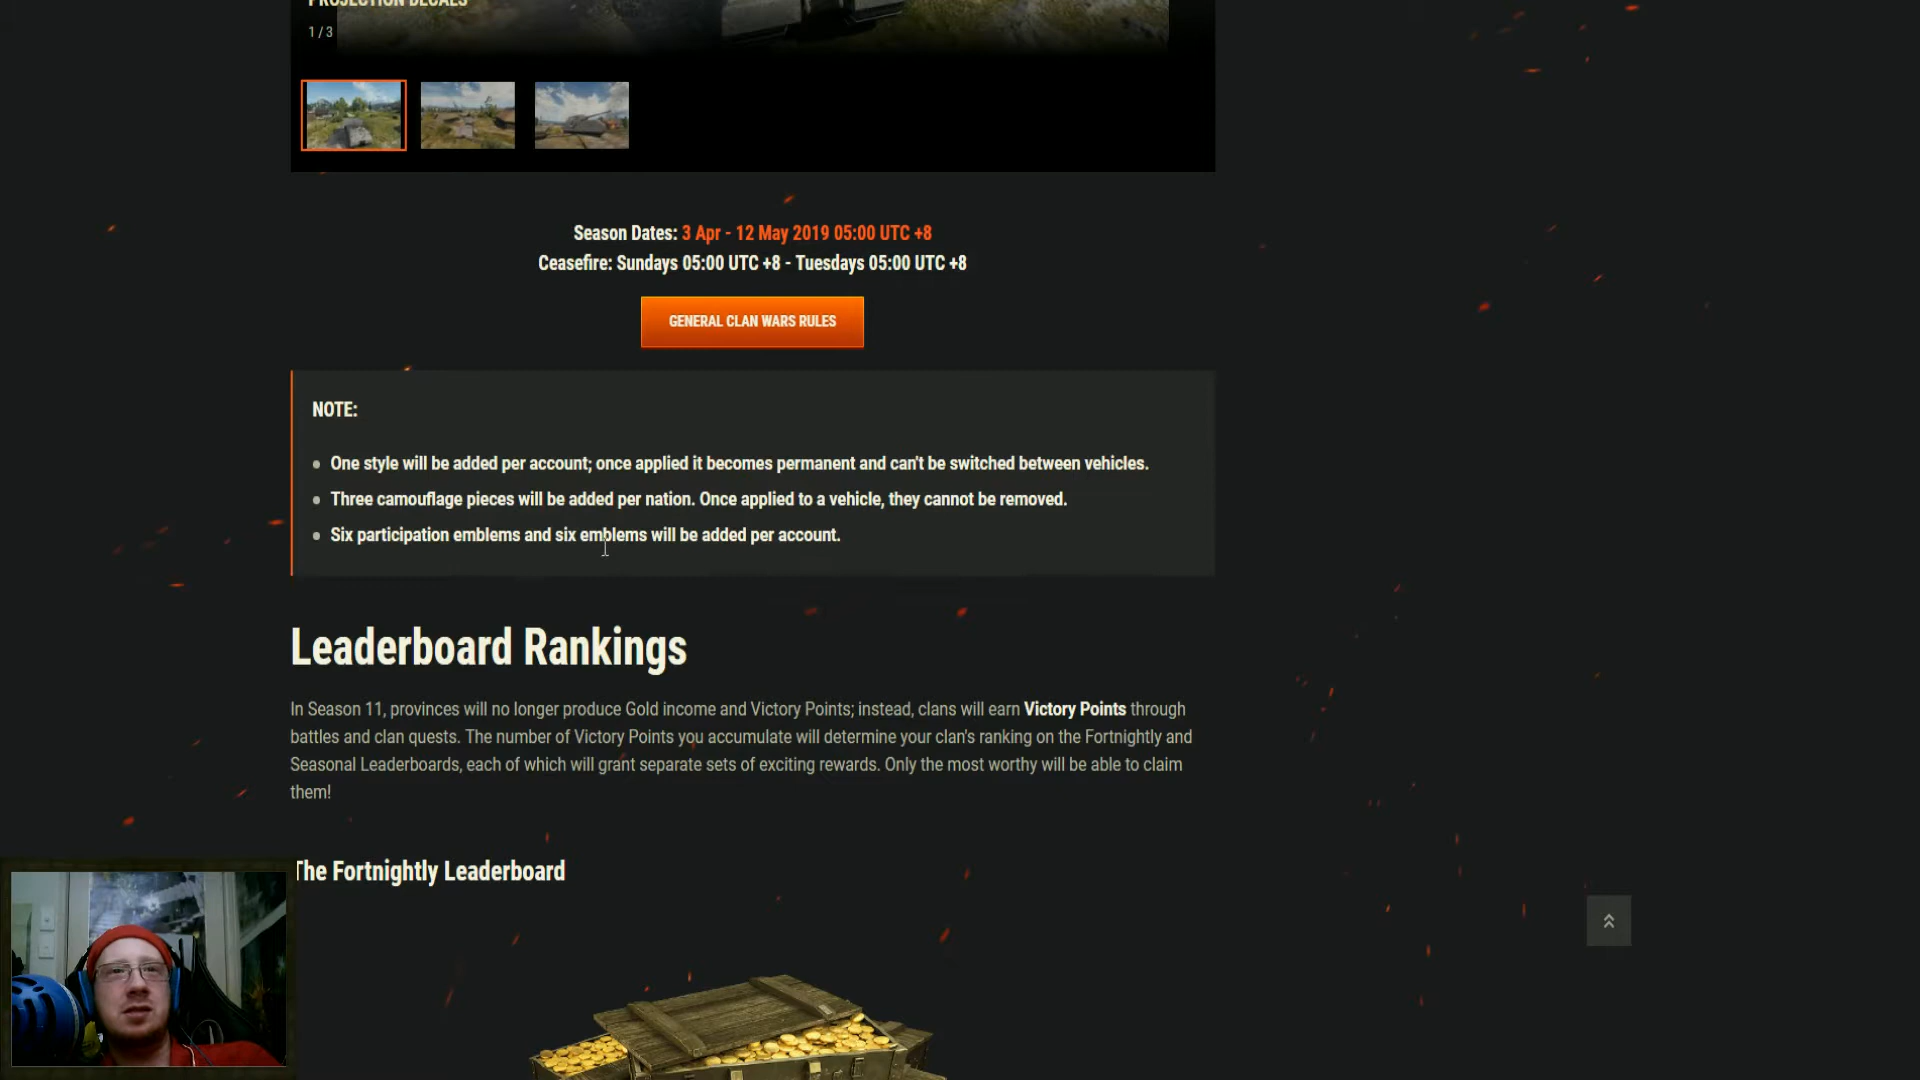 PROJECTION DECALS
1 / 3
Season Dates: 3 Apr - 12 May 2019 05:00 UTC +8
Ceasefire: Sundays 05:00 UTC +8 - Tuesdays 05:00 UTC +8
GENERAL CLAN WARS RULES
NOTE:
One style will be added per account; once applied it becomes permanent and can't be switched between vehicles.
Three camouflage pieces will be added per nation. Once applied to a vehicle, they cannot be removed.
Six participation emblems and six emblems will be added per account.
Leaderboard Rankings
In Season 11, provinces will no longer produce Gold income and Victory Points; instead, clans will earn Victory Points through
battles and clan quests. The number of Victory Points you accumulate will determine your clan's ranking on the Fortnightly and
Seasonal Leaderboards, each of which will grant separate sets of exciting rewards. Only the most worthy will be able to claim
them!
The Fortnightly Leaderboard